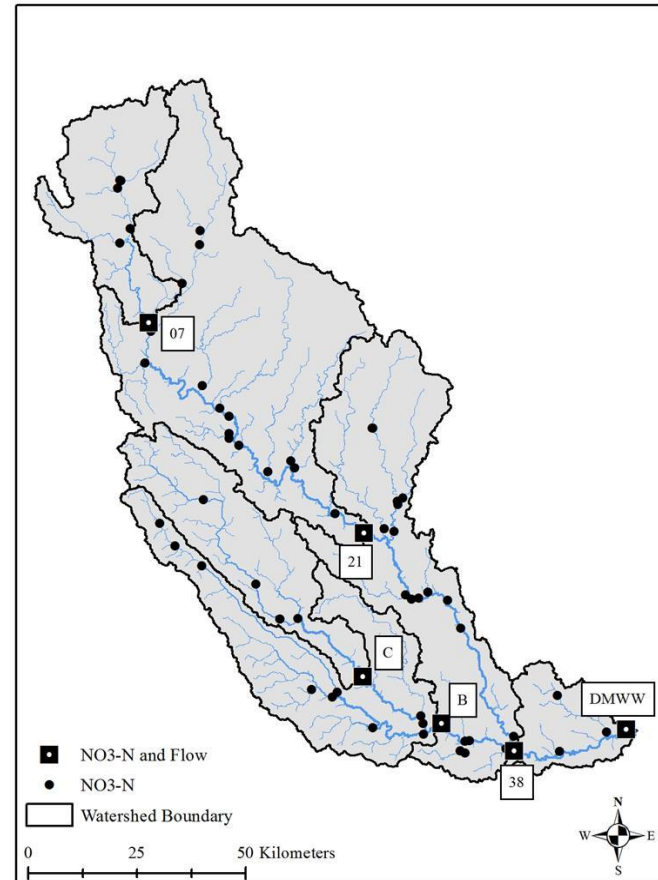 07
21
C
B
DMWW
38
NO3-N and Flow
NO3-N
Watershed Boundary
0 25 50 Kilometers
N
W E
S